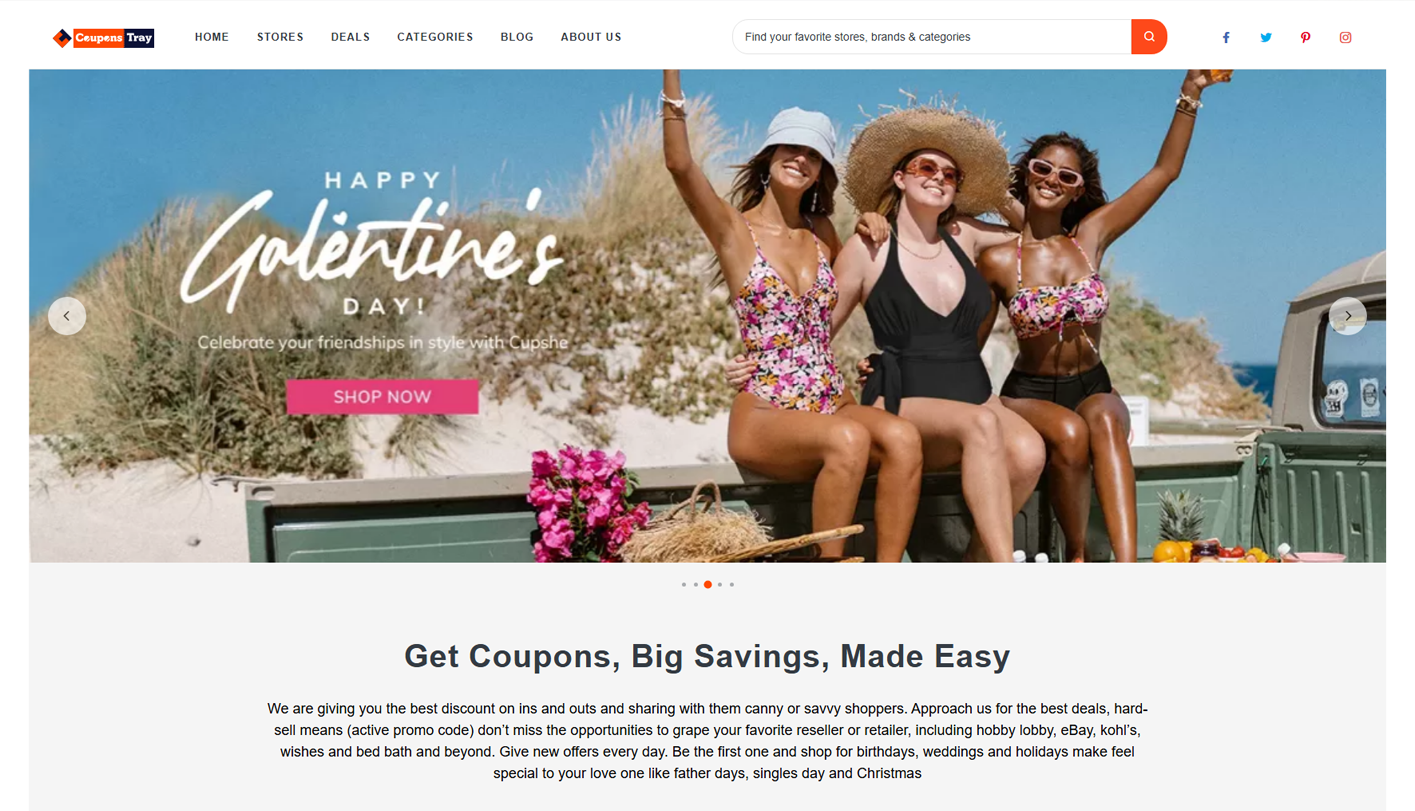 Coupons Tray
HOME STORES DEALS CATEGORIES BLOG ABOUT US
Find your favorite stores, brands & categories
HAPPY
Galentine's
DAY!
Celebrate your friendships in style with Cupshe
SHOP NOW
Get Coupons, Big Savings, Made Easy
We are giving you the best discount on ins and outs and sharing with them canny or savvy shoppers. Approach us for the best deals, hard-
sell means (active promo code) don’t miss the opportunities to grape your favorite reseller or retailer, including hobby lobby, eBay, kohl’s,
wishes and bed bath and beyond. Give new offers every day. Be the first one and shop for birthdays, weddings and holidays make feel
special to your love one like father days, singles day and Christmas